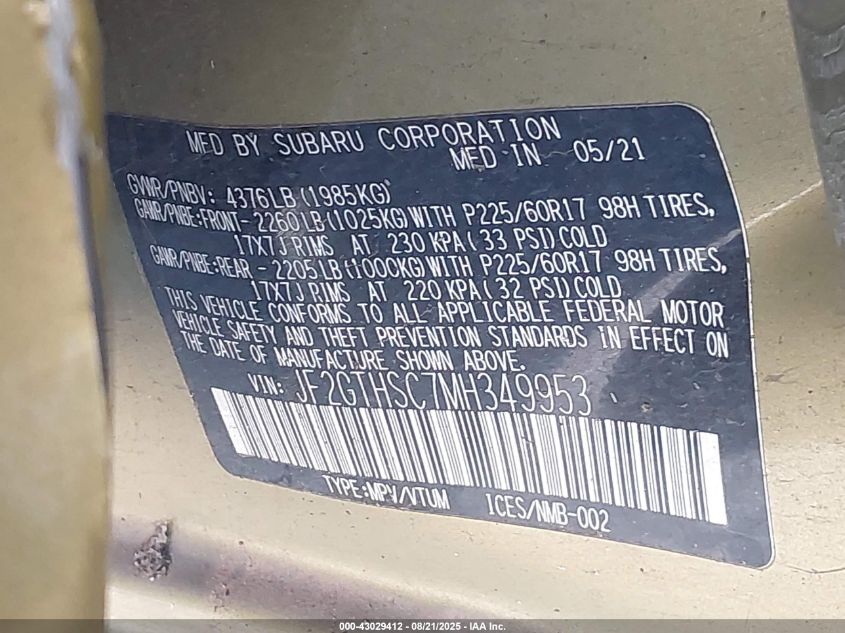 MFD BY SUBARU CORPORATION
MFD IN 05/21
GVWR/PNBV: 4376LB (1985KG)
GAWR/PNBE:FRONT- 2260LB(1025KG)WITH P225/60R17 98H TIRES,
17X7J RIMS AT 230 KPA(33 PSI)COLD
GAWR/PNBE:REAR - 2205LB(1000KG)WITH P225/60R17 98H TIRES,
17X7J RIMS AT 220 KPA(32 PSI)COLD
THIS VEHICLE CONFORMS TO ALL APPLICABLE FEDERAL MOTOR
VEHICLE SAFETY AND THEFT PREVENTION STANDARDS IN EFFECT ON
THE DATE OF MANUFACTURE SHOWN ABOVE.
VIN: JF2GTHSC7MH349953
TYPE:MPV/VTUM ICES/NMB-002
000-43029412 - 08/21/2025 - IAA Inc.